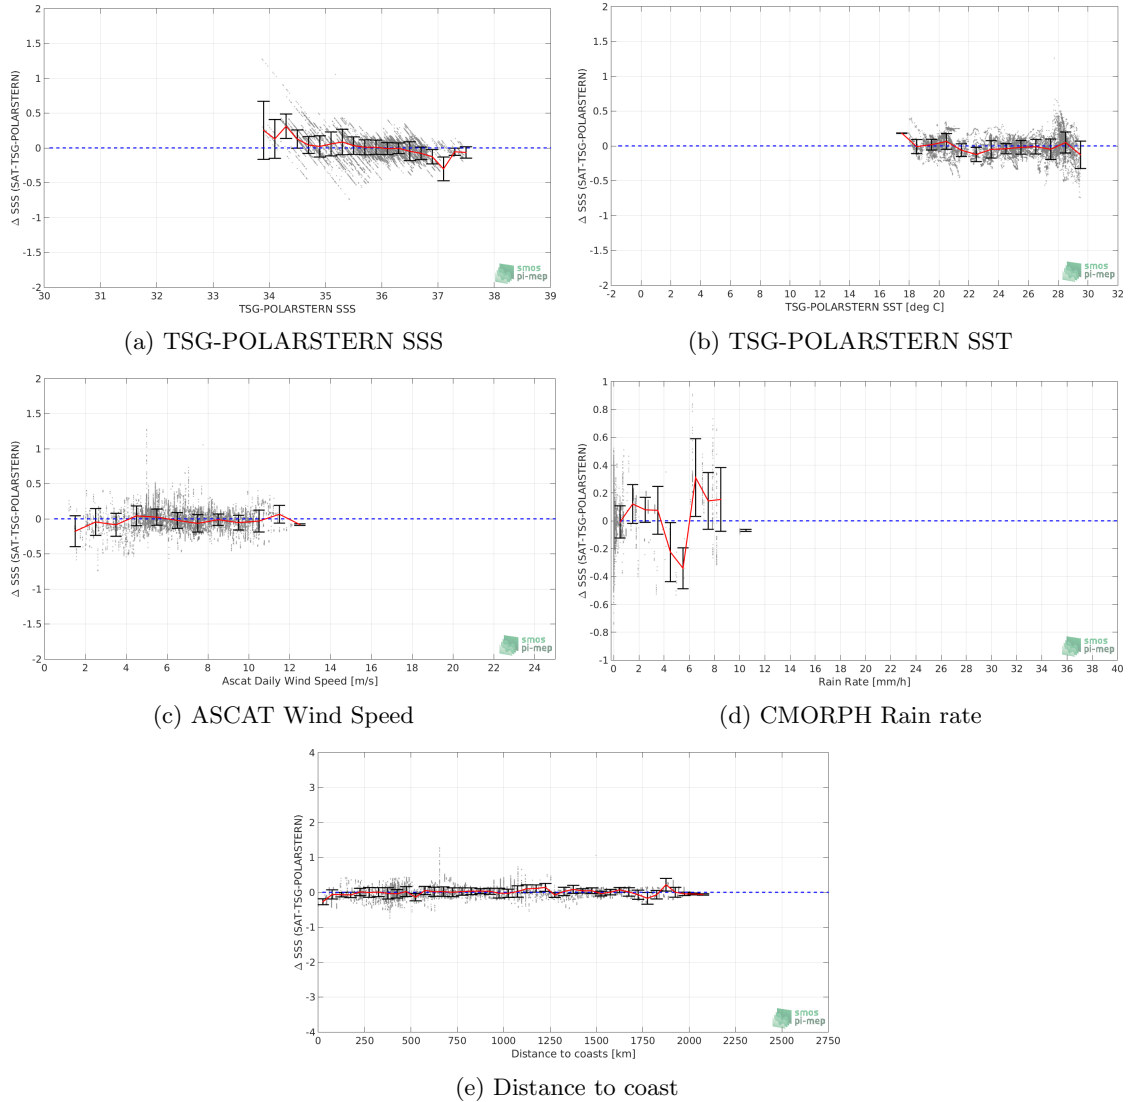 2
1.5
1
0.5
0
-0.5
-1
-1.5
-2
30 31 32 33 34 35 36 37 38 39
TSG-POLARSTERN SSS
Δ SSS (SAT-TSG-POLARSTERN)
smos
pi-mep
(a) TSG-POLARSTERN SSS
2
1.5
1
0.5
0
-0.5
-1
-1.5
-2
-2 0 2 4 6 8 10 12 14 16 18 20 22 24 26 28 30 32
TSG-POLARSTERN SST [deg C]
Δ SSS (SAT-TSG-POLARSTERN)
smos
pi-mep
(b) TSG-POLARSTERN SST
2
1.5
1
0.5
0
-0.5
-1
-1.5
-2
0 2 4 6 8 10 12 14 16 18 20 22 24
Ascat Daily Wind Speed [m/s]
Δ SSS (SAT-TSG-POLARSTERN)
smos
pi-mep
(c) ASCAT Wind Speed
1
0.8
0.6
0.4
0.2
0
-0.2
-0.4
-0.6
-0.8
-1
0 2 4 6 8 10 12 14 16 18 20 22 24 26 28 30 32 34 36 38 40
Rain Rate [mm/h]
Δ SSS (SAT-TSG-POLARSTERN)
smos
pi-mep
(d) CMORPH Rain rate
4
3
2
1
0
-1
-2
-3
-4
0 250 500 750 1000 1250 1500 1750 2000 2250 2500 2750
Distance to coasts [km]
Δ SSS (SAT-TSG-POLARSTERN)
smos
pi-mep
(e) Distance to coast